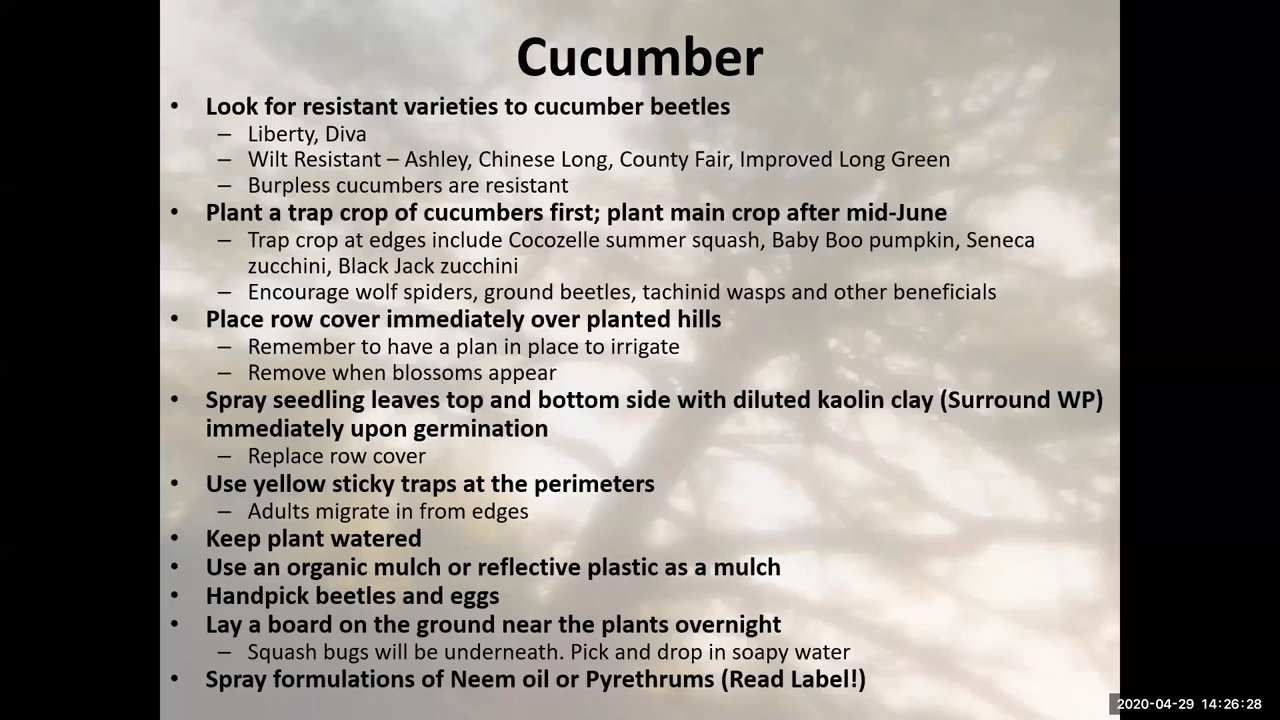 Cucumber
• Look for resistant varieties to cucumber beetles
– Liberty, Diva
– Wilt Resistant – Ashley, Chinese Long, County Fair, Improved Long Green
– Burpless cucumbers are resistant
• Plant a trap crop of cucumbers first; plant main crop after mid-June
– Trap crop at edges include Cocozelle summer squash, Baby Boo pumpkin, Seneca
zucchini, Black Jack zucchini
– Encourage wolf spiders, ground beetles, tachinid wasps and other beneficials
• Place row cover immediately over planted hills
– Remember to have a plan in place to irrigate
– Remove when blossoms appear
• Spray seedling leaves top and bottom side with diluted kaolin clay (Surround WP)
immediately upon germination
– Replace row cover
• Use yellow sticky traps at the perimeters
– Adults migrate in from edges
• Keep plant watered
• Use an organic mulch or reflective plastic as a mulch
• Handpick beetles and eggs
• Lay a board on the ground near the plants overnight
– Squash bugs will be underneath. Pick and drop in soapy water
• Spray formulations of Neem oil or Pyrethrums (Read Label!)
2020-04-29 14:26:28